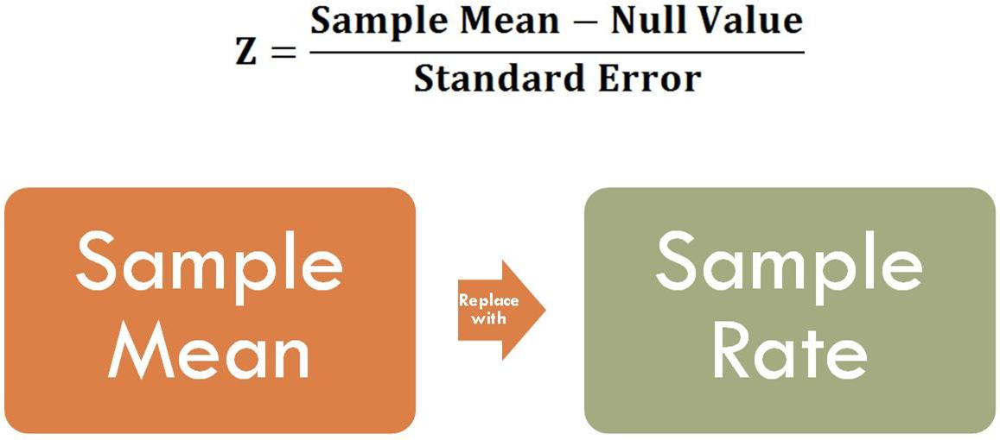 Z = Sample Mean − Null Value
Standard Error
Sample
Mean
Replace
with
Sample
Rate